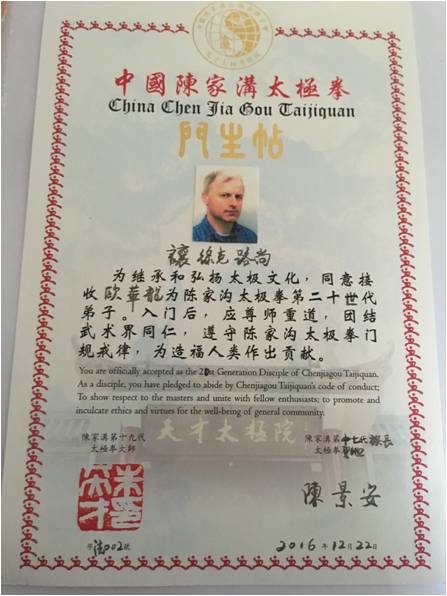 中國陳家溝太極拳
China Chen Jia Gou Taijiquan
門生帖
讓 徐克 路尚
为继承和弘扬太极文化，同意接
收欧華龍为陈家沟太极拳第二十世代
弟子。入门后，应尊师重道，团结
武术界同仁，遵守陈家沟太极拳门
规戒律，为造福人类作出贡献。
You are officially accepted as the 20t Generation Disciple of Chenjiagou Taijiquan.
As a disciple, you have pledged to abide by Chenjiagou Taijiquan's code of conduct;
To show respect to the masters and unite with fellow enthusiasts; to promote and
inculcate ethics and virtues for the well-being of general community.
天才太極院
陳家溝第十九代
太極拳大師
陳家溝第十七代族長
太極拳
陳景安
2016年12月22日